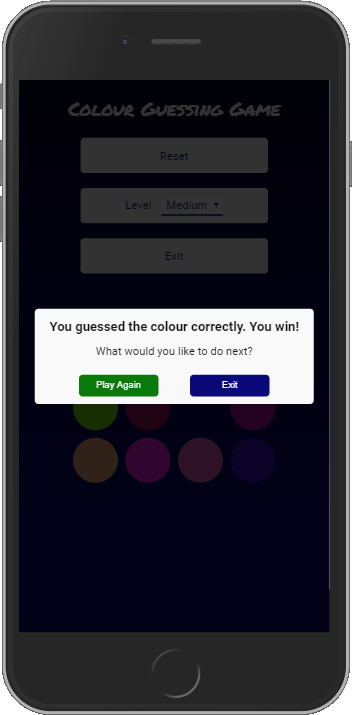 Colour Guessing Game
Reset
Level Medium
Exit
You guessed the colour correctly. You win!
What would you like to do next?
Play Again Exit